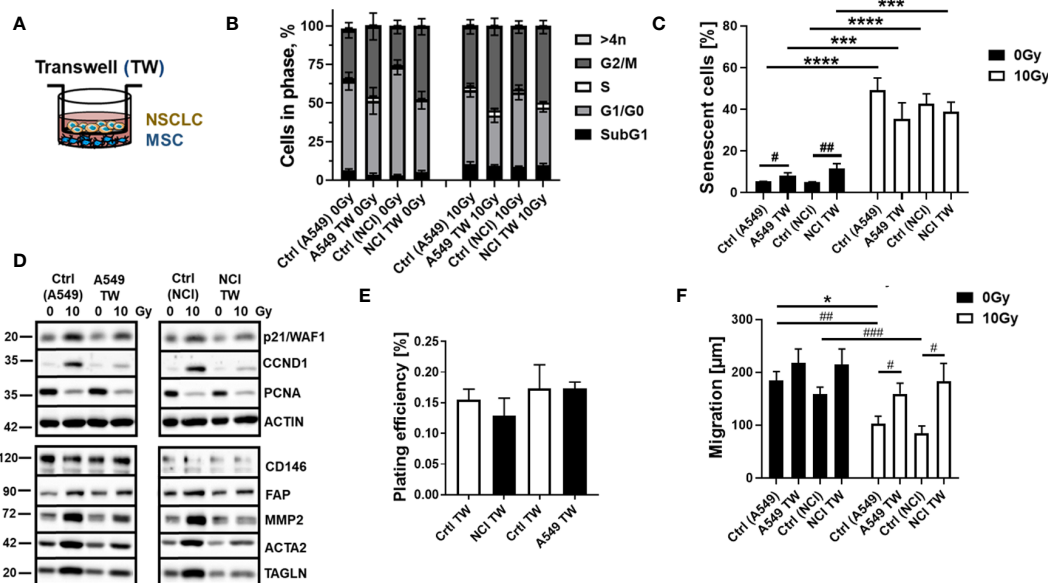 A
Transwell (TW)
NSCLC
MSC
B
Cells in phase, %
100
75
50
25
0
Ctrl (A549) 0Gy
A549 TW 0Gy
Ctrl (NCI) 0Gy
NCI TW 0Gy
Ctrl (A549) 10Gy
A549 TW 10Gy
Ctrl (NCI) 10Gy
NCI TW 10Gy
>4n
G2/M
S
G1/G0
SubG1
C
Senescent cells [%]
80
60
40
20
0
***
****
***
****
#
##
0Gy
10Gy
Ctrl (A549)
A549 TW
Ctrl (NCI)
NCI TW
Ctrl (A549)
A549 TW
Ctrl (NCI)
NCI TW
D
Ctrl (A549)
A549 TW
Ctrl (NCI)
NCI TW
0 10 0 10 Gy
0 10 0 10 Gy
20
p21/WAF1
35
CCND1
35
PCNA
42
ACTIN
120
CD146
90
FAP
72
MMP2
42
ACTA2
20
TAGLN
E
Plating efficiency [%]
0.25
0.20
0.15
0.10
0.05
0.00
Crtl TW
NCI TW
Crtl TW
A549 TW
F
Migration [µm]
300
200
100
0
*
##
###
#
#
0Gy
10Gy
Ctrl (A549)
A549 TW
Ctrl (NCI)
NCI TW
Ctrl (A549)
A549 TW
Ctrl (NCI)
NCI TW